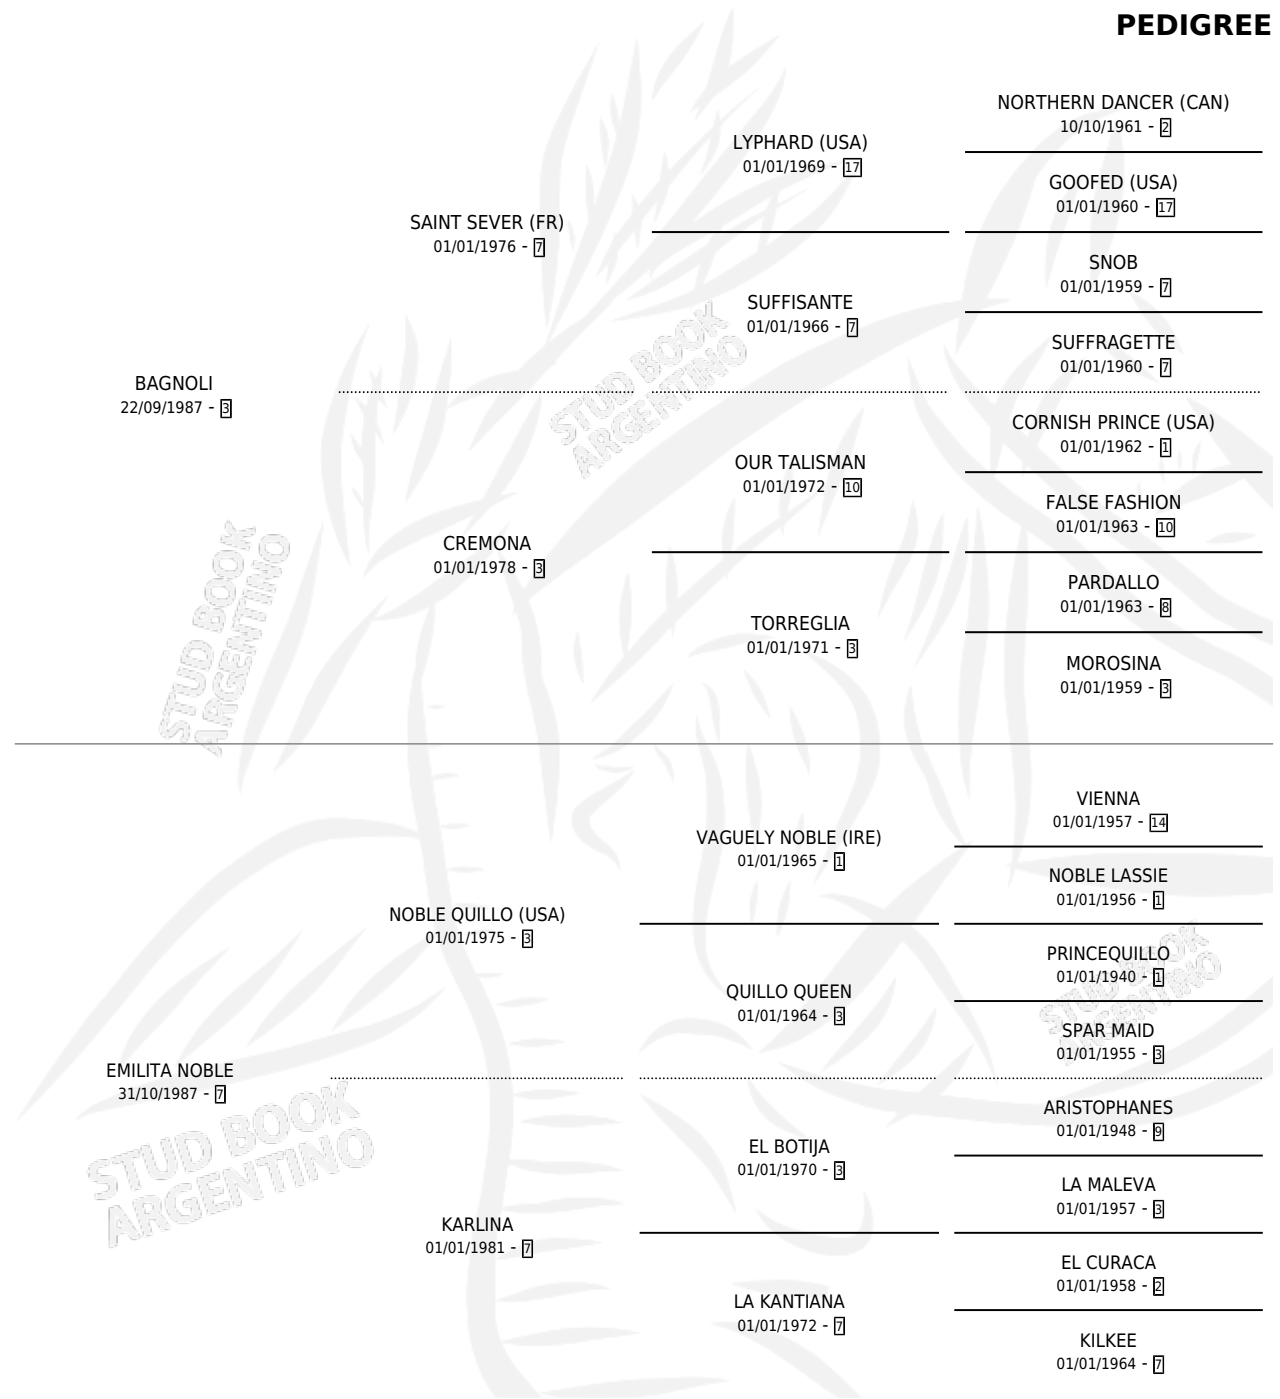 PEDIGREE
NORTHERN DANCER (CAN)
10/10/1961 - 2
LYPHARD (USA)
01/01/1969 - 17
GOOFED (USA)
01/01/1960 - 17
SAINT SEVER (FR)
01/01/1976 - 7
SNOB
01/01/1959 - 7
SUFFISANTE
01/01/1966 - 7
SUFFRAGETTE
01/01/1960 - 7
BAGNOLI
22/09/1987 - 3
CORNISH PRINCE (USA)
01/01/1962 - 1
OUR TALISMAN
01/01/1972 - 10
FALSE FASHION
01/01/1963 - 10
CREMONA
01/01/1978 - 3
PARDALLO
01/01/1963 - 8
TORREGLIA
01/01/1971 - 3
MOROSINA
01/01/1959 - 3
VIENNA
01/01/1957 - 14
VAGUELY NOBLE (IRE)
01/01/1965 - 1
NOBLE LASSIE
01/01/1956 - 1
NOBLE QUILLO (USA)
01/01/1975 - 3
PRINCEQUILLO
01/01/1940 - 1
QUILLO QUEEN
01/01/1964 - 3
SPAR MAID
01/01/1955 - 3
EMILITA NOBLE
31/10/1987 - 7
ARISTOPHANES
01/01/1948 - 9
EL BOTIJA
01/01/1970 - 3
LA MALEVA
01/01/1957 - 3
KARLINA
01/01/1981 - 7
EL CURACA
01/01/1958 - 2
LA KANTIANA
01/01/1972 - 7
KILKEE
01/01/1964 - 7
STUD BOOK
ARGENTINO
STUD BOOK
ARGENTINO
STUD BOOK
ARGENTINO
STUD BOOK
ARGENTINO